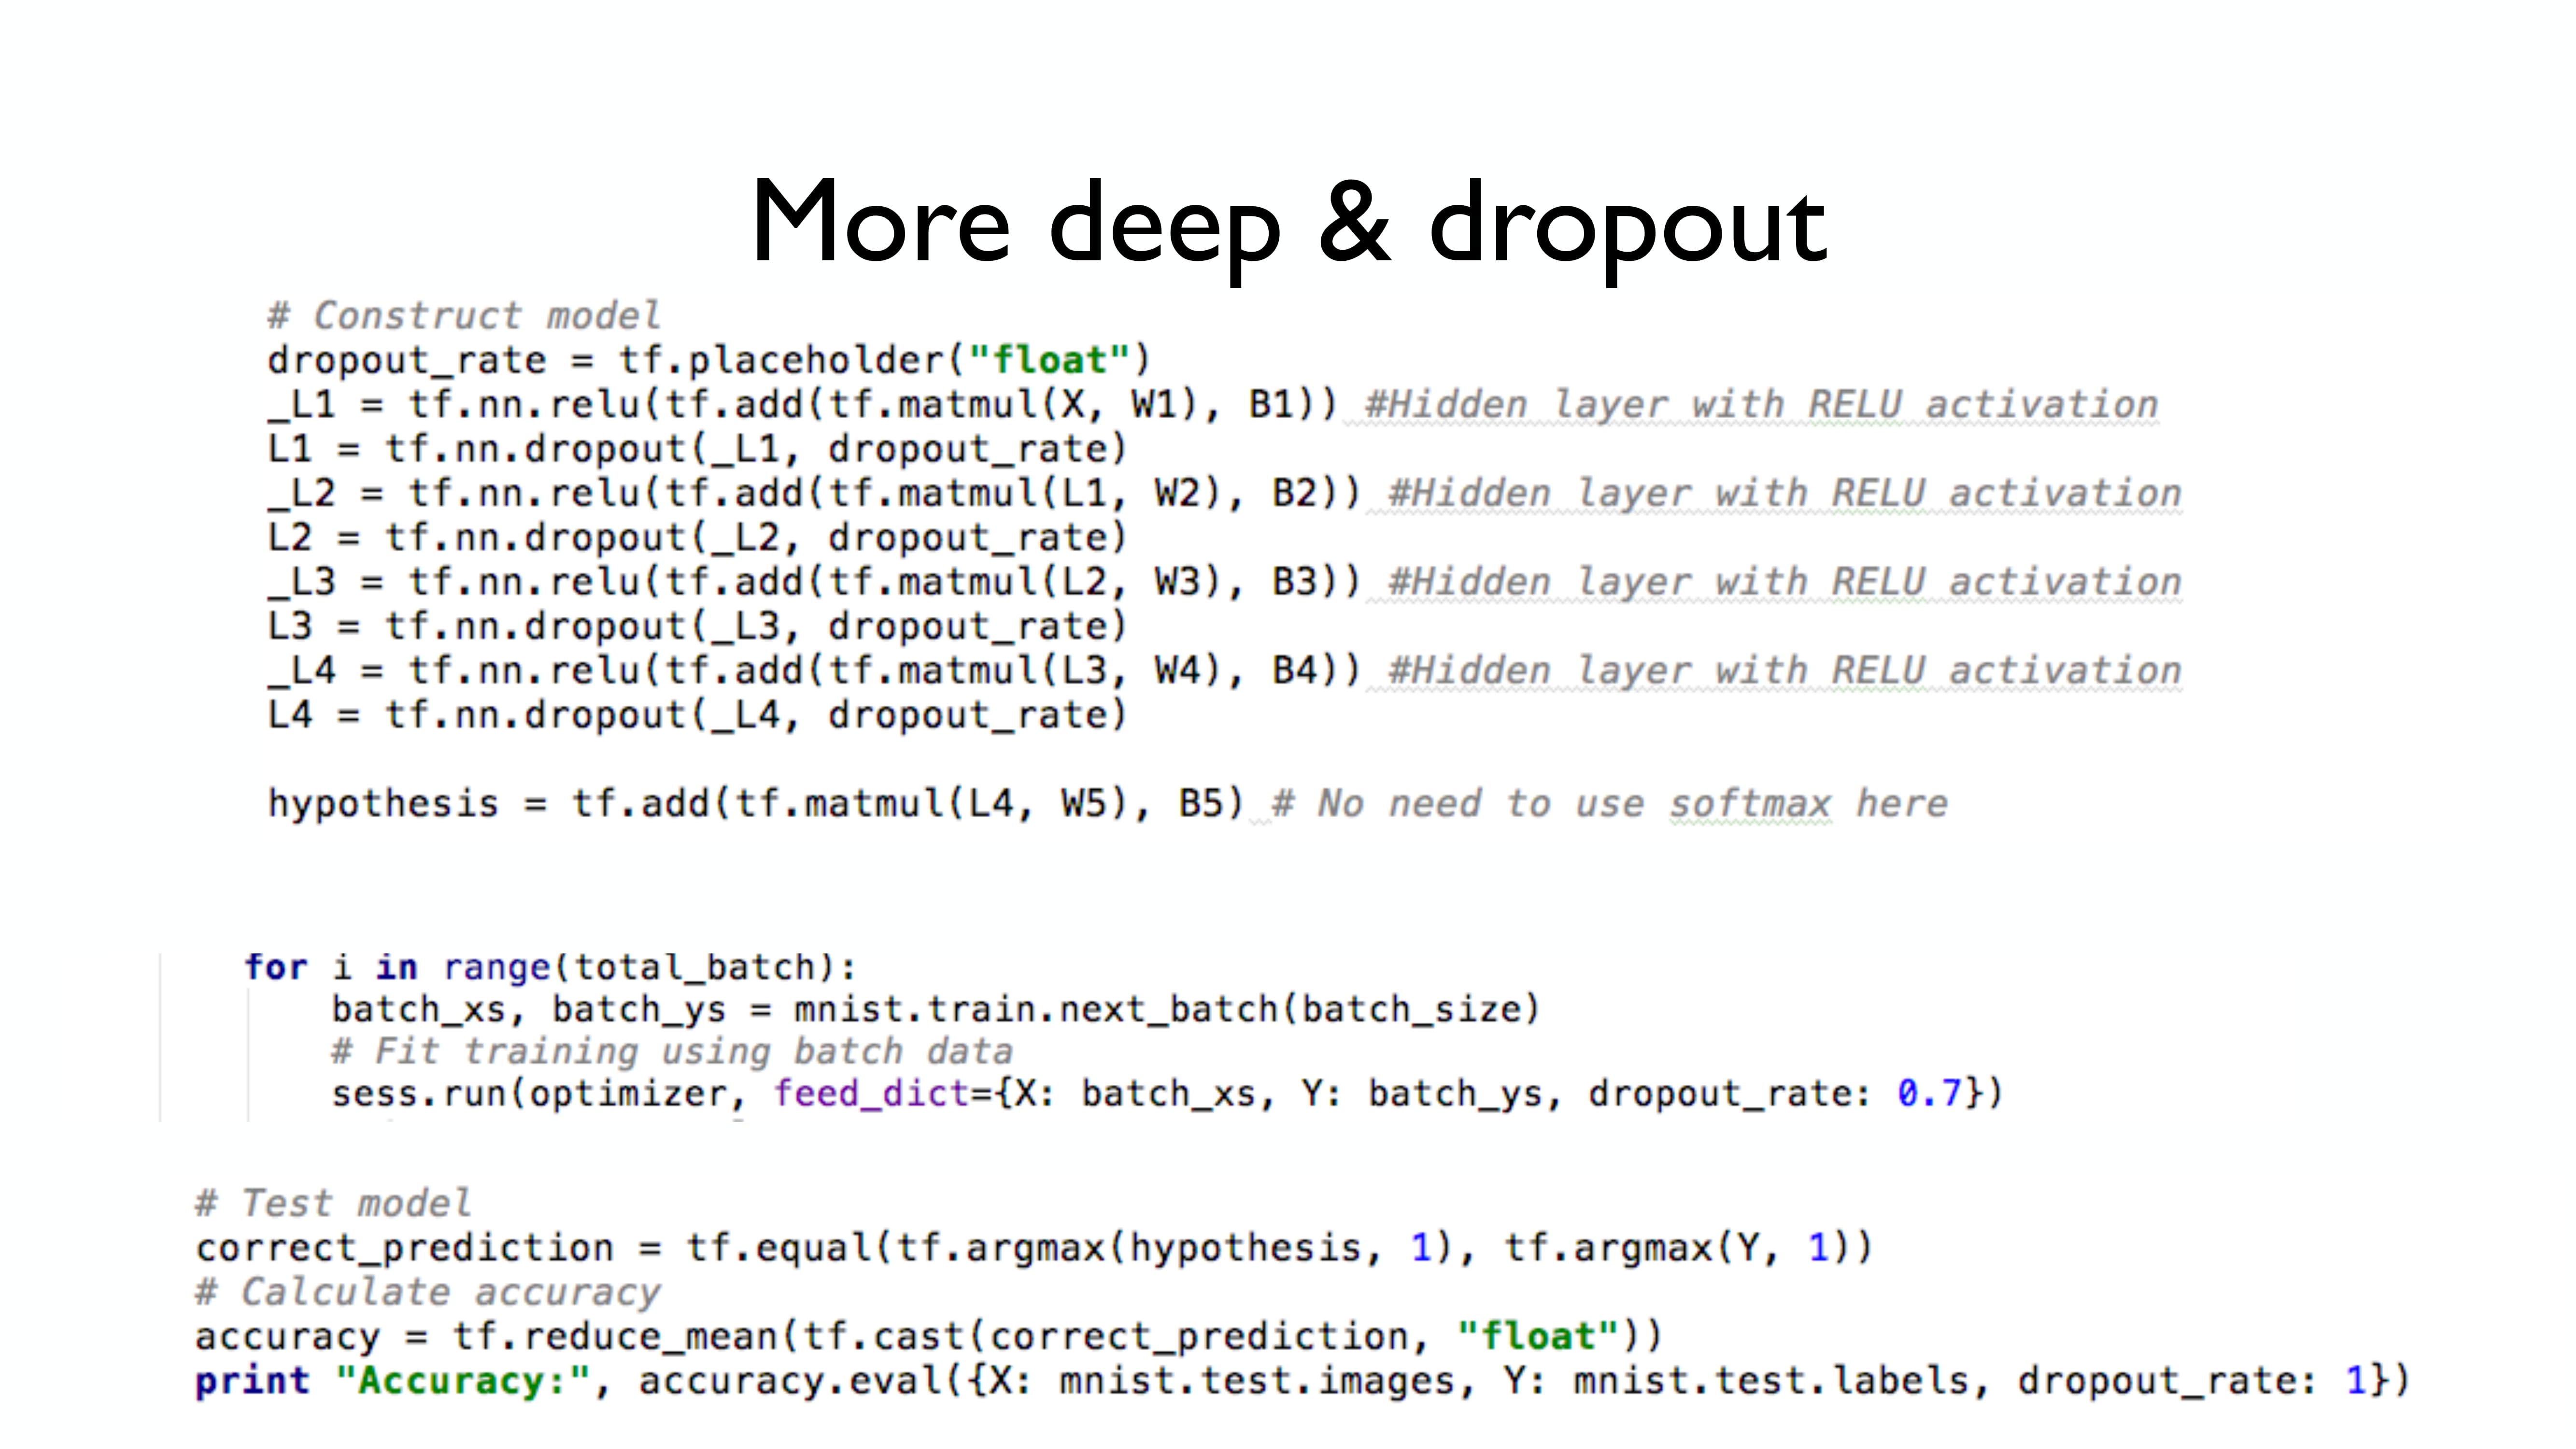 More deep & dropout
# Construct model
dropout_rate = tf.placeholder("float")
_L1 = tf.nn.relu(tf.add(tf.matmul(X, W1), B1)) #Hidden layer with RELU activation
L1 = tf.nn.dropout(_L1, dropout_rate)
_L2 = tf.nn.relu(tf.add(tf.matmul(L1, W2), B2)) #Hidden layer with RELU activation
L2 = tf.nn.dropout(_L2, dropout_rate)
_L3 = tf.nn.relu(tf.add(tf.matmul(L2, W3), B3)) #Hidden layer with RELU activation
L3 = tf.nn.dropout(_L3, dropout_rate)
_L4 = tf.nn.relu(tf.add(tf.matmul(L3, W4), B4)) #Hidden layer with RELU activation
L4 = tf.nn.dropout(_L4, dropout_rate)
hypothesis = tf.add(tf.matmul(L4, W5), B5) # No need to use softmax here
for i in range(total_batch):
batch_xs, batch_ys = mnist.train.next_batch(batch_size)
# Fit training using batch data
sess.run(optimizer, feed_dict={X: batch_xs, Y: batch_ys, dropout_rate: 0.7})
# Test model
correct_prediction = tf.equal(tf.argmax(hypothesis, 1), tf.argmax(Y, 1))
# Calculate accuracy
accuracy = tf.reduce_mean(tf.cast(correct_prediction, "float"))
print "Accuracy:", accuracy.eval({X: mnist.test.images, Y: mnist.test.labels, dropout_rate: 1})